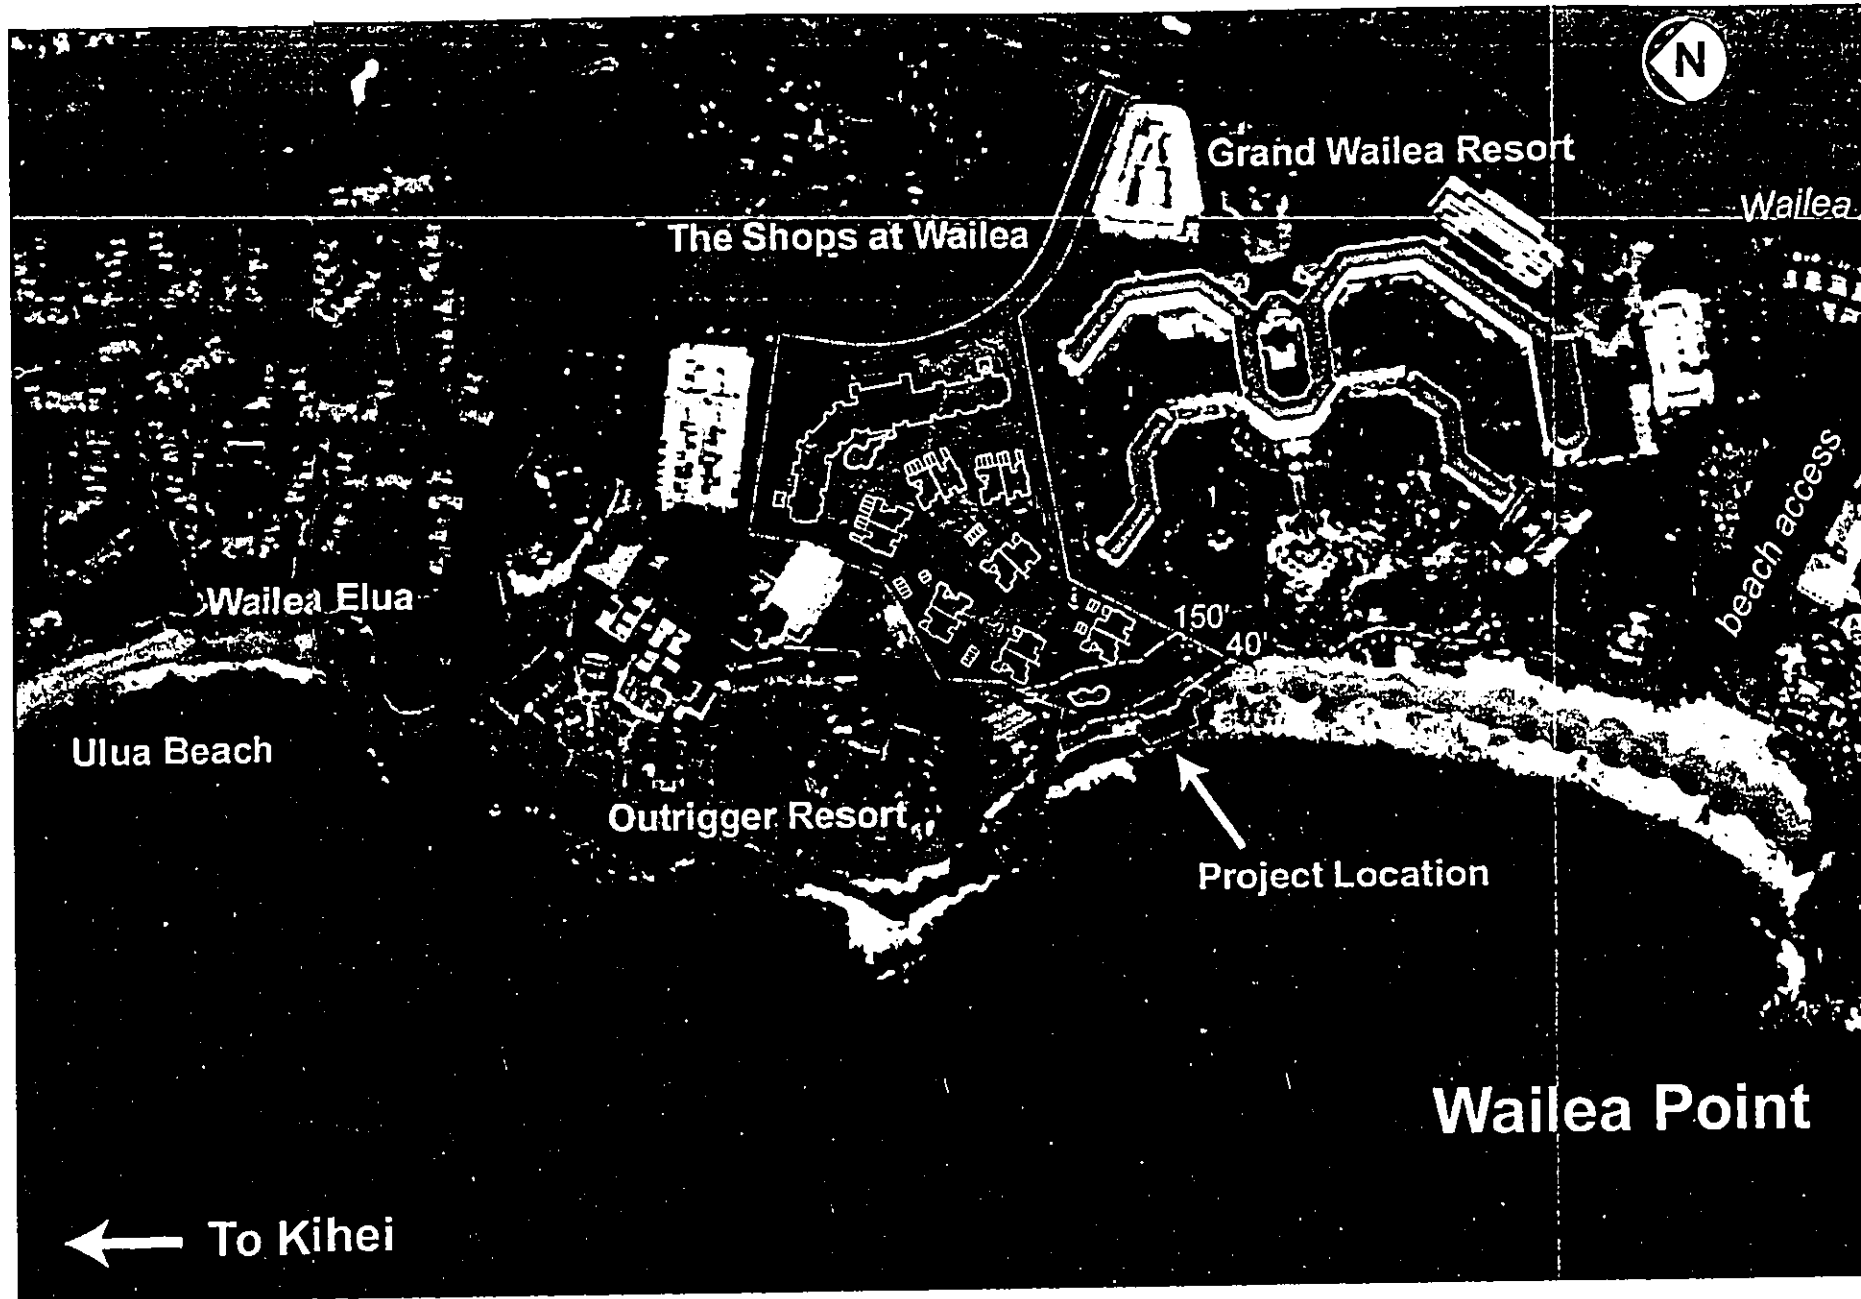 N
Grand Wailea Resort
Wailea
The Shops at Wailea
beach access
Wailea Elua
150'
40'
Ulua Beach
Outrigger Resort
Project Location
Wailea Point
To Kihei